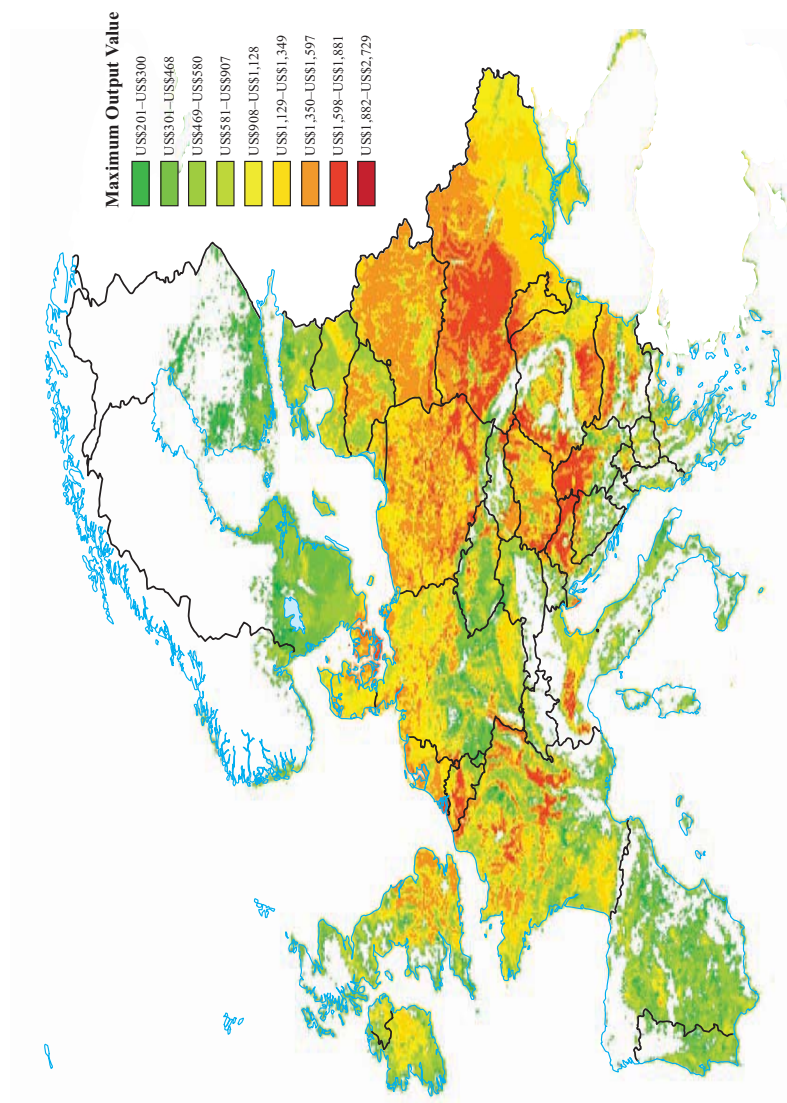 Maximum Output Value
US$201–US$300
US$301–US$468
US$469–US$580
US$581–US$907
US$908–US$1,128
US$1,129–US$1,349
US$1,350–US$1,597
US$1,598–US$1,881
US$1,882–US$2,729